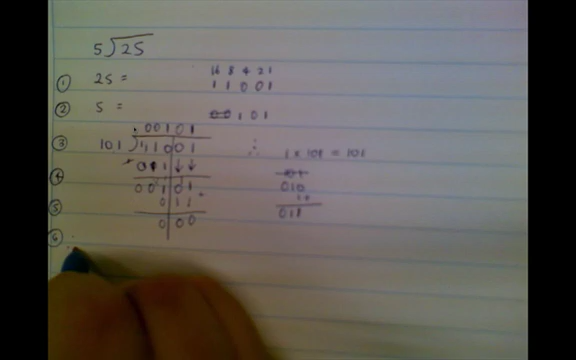 5)25
① 25 =
16 8 4 2 1
1 1 0 0 1
② 5 =
0 0 1 0 1
0 0 1 0 1
③ 101)11001
∴ 1 x 101 = 101
0 1 1
④ 0 0 1 0 1
010
⑤ 0 1 1
1+
011
0 0 0
⑥ ∴